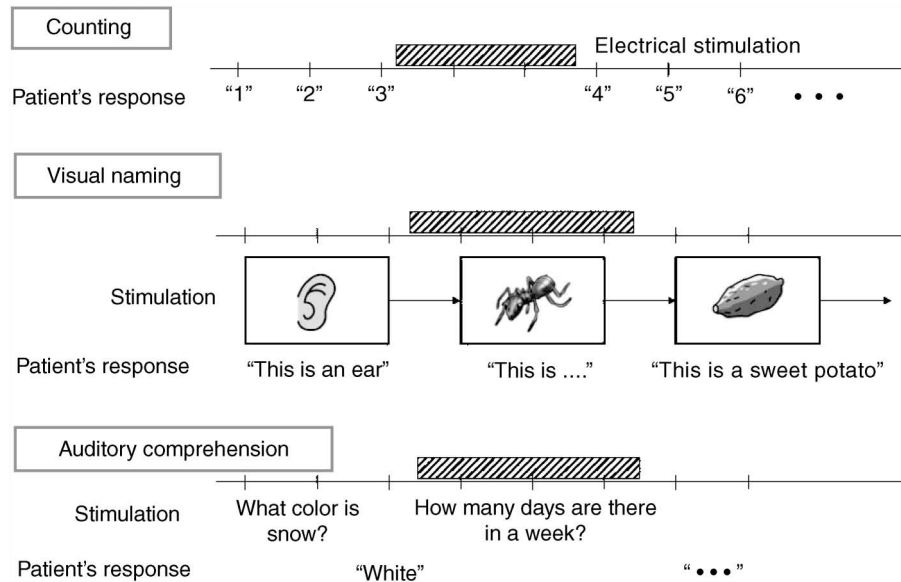 Counting
Electrical stimulation
Patient’s response “1” “2” “3” “4” “5” “6” • • •
Visual naming
Stimulation
Patient’s response “This is an ear” “This is ....” “This is a sweet potato”
Auditory comprehension
Stimulation What color is How many days are there
snow? in a week?
Patient’s response “White” “ • • • ”